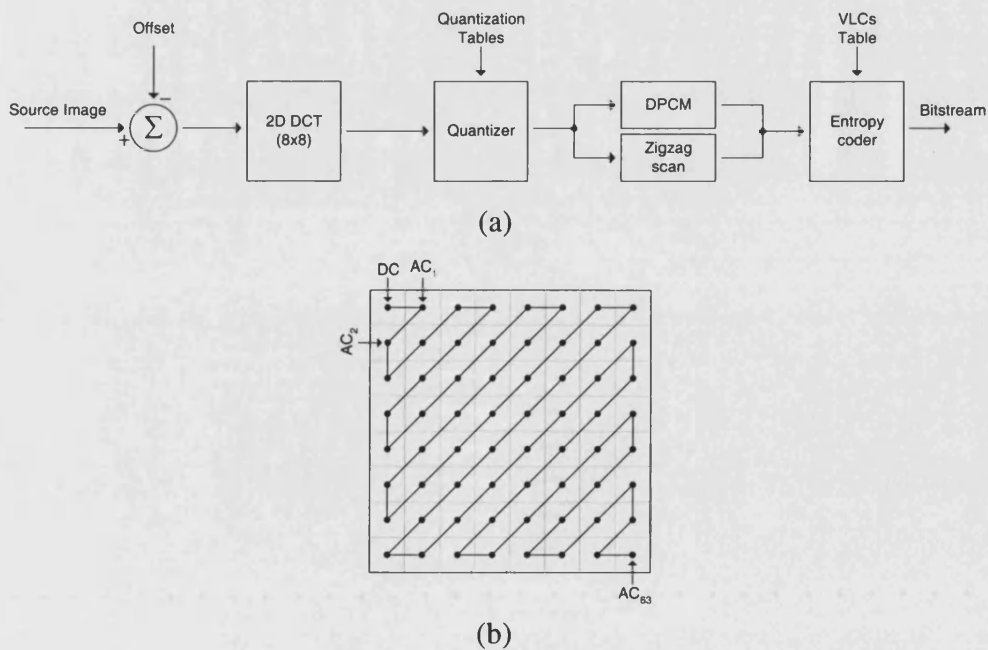 Offset
Source Image
−
+
Σ
2D DCT
(8x8)
Quantization
Tables
Quantizer
DPCM
Zigzag
scan
VLCs
Table
Entropy
coder
Bitstream
(a)
DC
AC₁
AC₂
AC₆₃
(b)